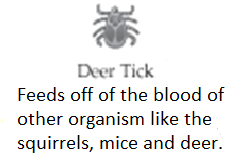 Deer Tick
Feeds off of the blood of
other organism like the
squirrels, mice and deer.